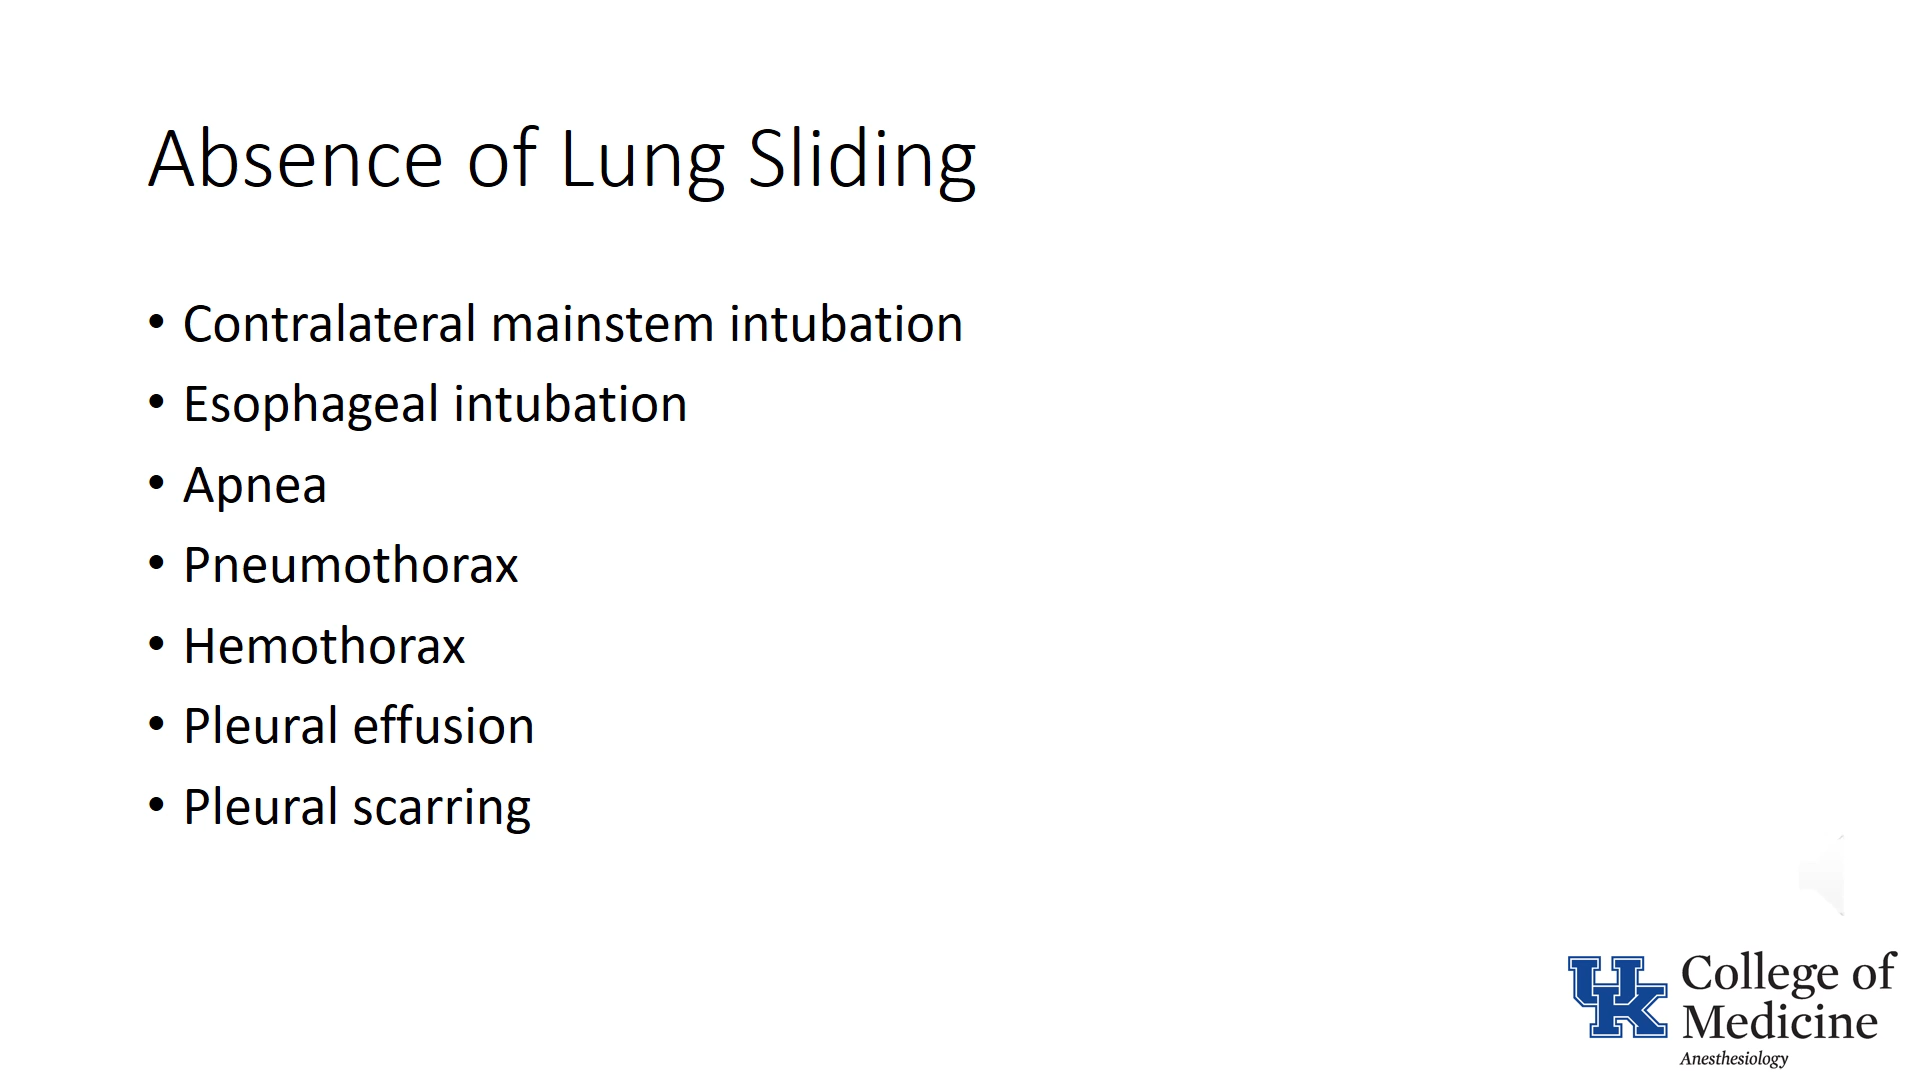 Absence of Lung Sliding
• Contralateral mainstem intubation
• Esophageal intubation
• Apnea
• Pneumothorax
• Hemothorax
• Pleural effusion
• Pleural scarring
UK
College of
Medicine
Anesthesiology